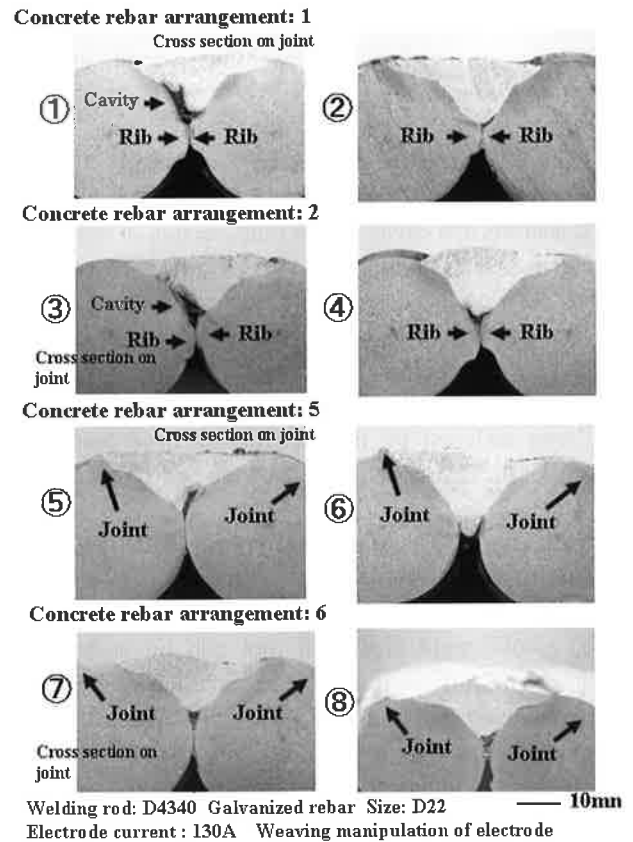 Concrete rebar arrangement: 1
Cross section on joint
① Cavity
Rib Rib
② Rib Rib
Concrete rebar arrangement: 2
③ Cavity
Rib Rib
Cross section on
joint
④ Rib Rib
Concrete rebar arrangement: 5
Cross section on joint
⑤ Joint Joint
⑥ Joint Joint
Concrete rebar arrangement: 6
⑦ Joint Joint
Cross section on
joint
⑧ Joint Joint
Welding rod: D4340 Galvanized rebar Size: D22 10mn
Electrode current : 130A Weaving manipulation of electrode